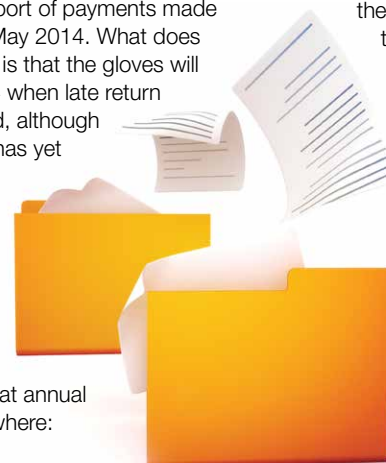 port of payments made
May 2014. What does
is that the gloves will
when late return
d, although
has yet
at annual
where:
the
t